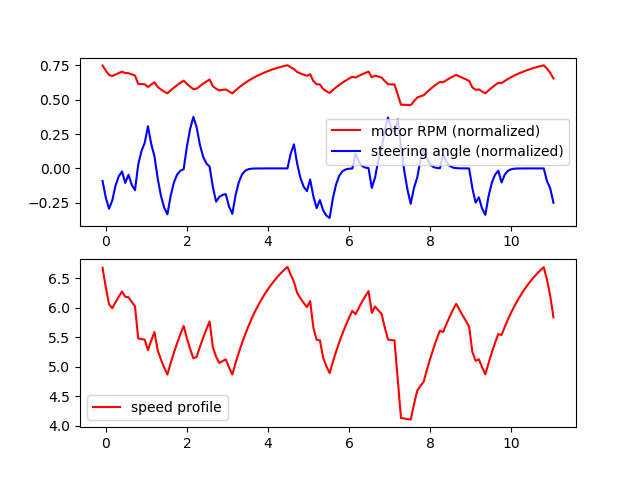 0.75
0.50
0.25
0.00
−0.25
motor RPM (normalized)
steering angle (normalized)
0 2 4 6 8 10
6.5
6.0
5.5
5.0
4.5
4.0
speed profile
0 2 4 6 8 10